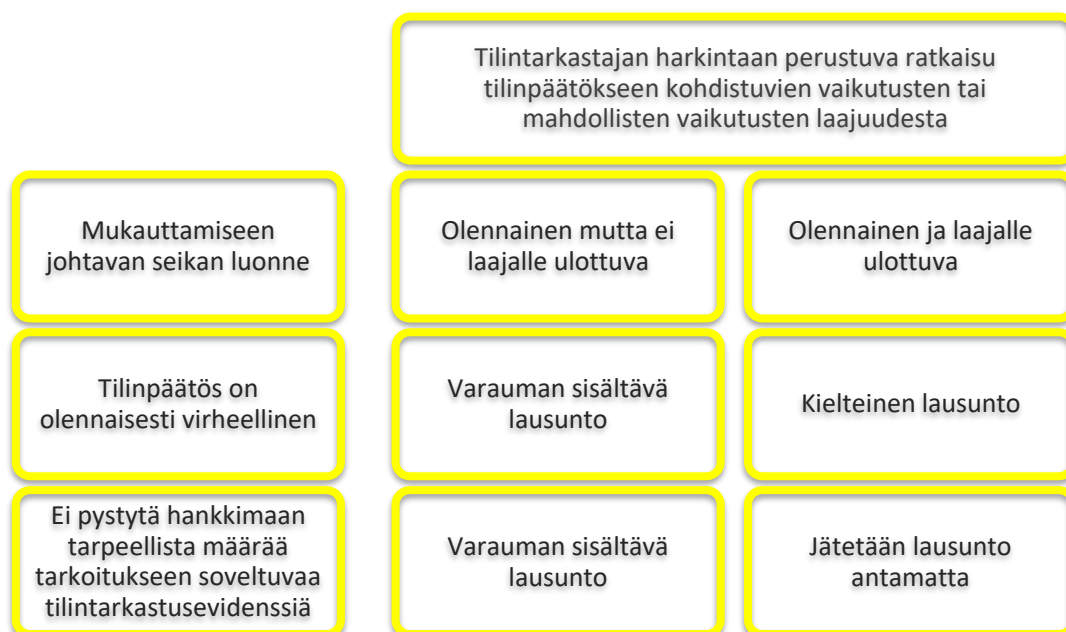 Tilintarkastajan harkintaan perustuva ratkaisu
tilinpäätökseen kohdistuvien vaikutusten tai
mahdollisten vaikutusten laajuudesta
Mukauttamiseen
johtavan seikan luonne
Olennainen mutta ei
laajalle ulottuva
Olennainen ja laajalle
ulottuva
Tilinpäätös on
olennaisesti virheellinen
Varauman sisältävä
lausunto
Kielteinen lausunto
Ei pystytä hankkimaan
tarpeellista määrää
tarkoitukseen soveltuvaa
tilintarkastusevidenssiä
Varauman sisältävä
lausunto
Jätetään lausunto
antamatta